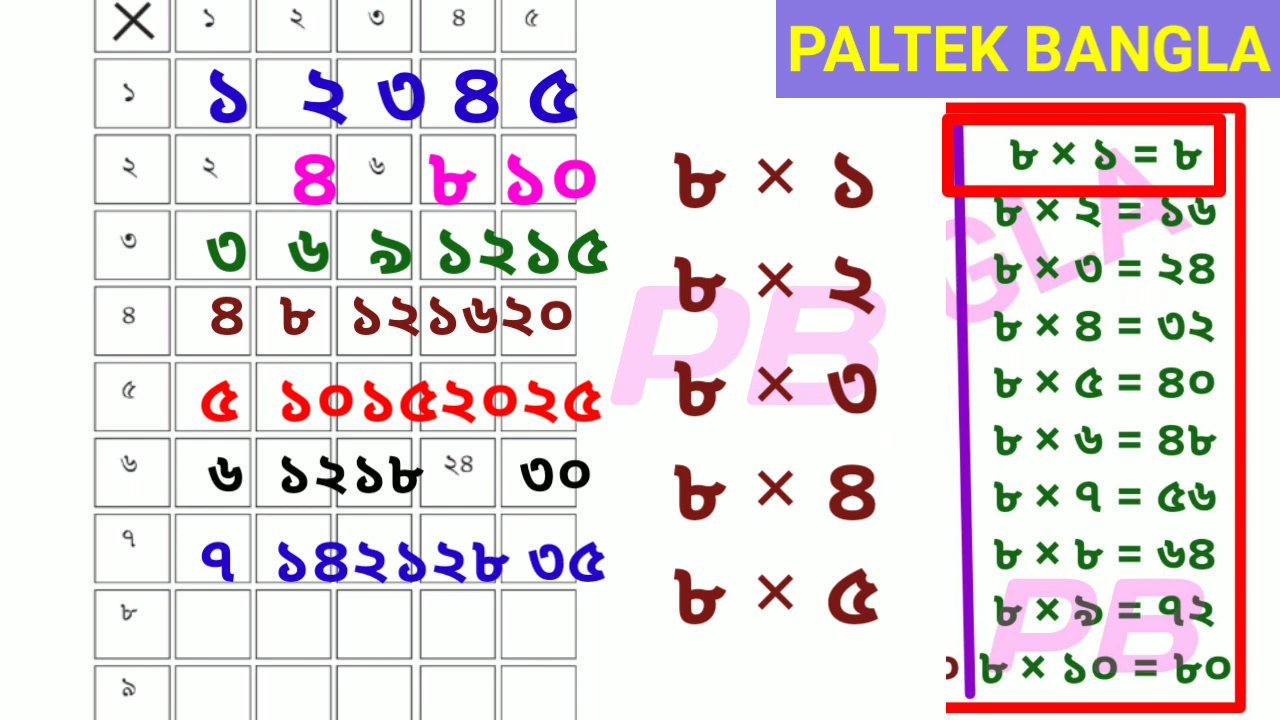 × ১ ২ ৩ ৪ ৫
১ ১ ২ ৩ ৪ ৫
২ ২ ৪ ৬ ৮ ১০
৩ ৩ ৬ ৯ ১২ ১৫
৪ ৪ ৮ ১২ ১৬ ২০
৫ ৫ ১০ ১৫ ২০ ২৫
৬ ৬ ১২ ১৮ ২৪ ৩০
৭ ৭ ১৪ ২১ ২৮ ৩৫
৮
৯
৮ × ১
৮ × ২
৮ × ৩
৮ × ৪
৮ × ৫
PB
PALTEK BANGLA
৮ × ১ = ৮
৮ × ২ = ১৬
৮ × ৩ = ২৪
৮ × ৪ = ৩২
৮ × ৫ = ৪০
৮ × ৬ = ৪৮
৮ × ৭ = ৫৬
৮ × ৮ = ৬৪
৮ × ৯ = ৭২
০ ৮ × ১০ = ৮০
GLA
PB